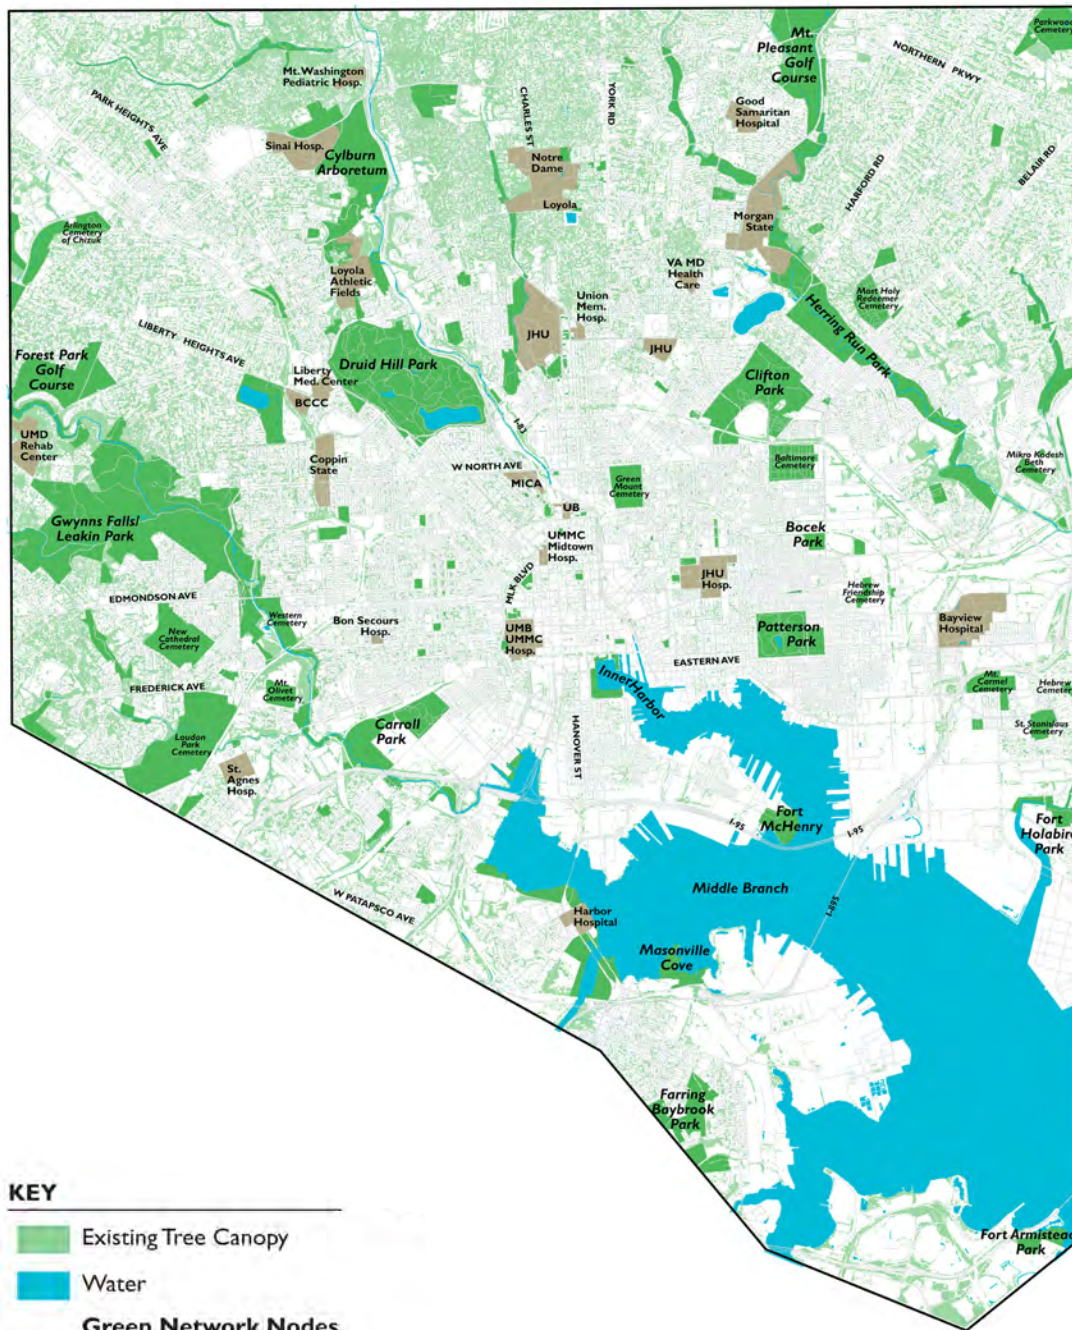 Mt.
Pleasant
Golf
Course
Parkwood
Cemetery
NORTHERN PKWY
Mt. Washington
Pediatric Hosp.
PARK HEIGHTS AVE
CHARLES ST
YORK RD
Good
Samaritan
Hospital
Sinai Hosp.
Cylburn
Arboretum
Notre
Dame
Loyola
HARFORD RD
BELAIR RD
Arlington
Cemetery
of Chizuk
Morgan
State
Loyola
Athletic
Fields
VA MD
Health
Care
Most Holy
Redeemer
Cemetery
Union
Mem.
Hosp.
JHU
JHU
Herring Run Park
LIBERTY HEIGHTS AVE
Forest Park
Golf
Course
Druid Hill Park
Liberty
Med. Center
BCCC
Clifton
Park
I-83
UMD
Rehab
Center
Coppin
State
W NORTH AVE
MICA
Green
Mount
Cemetery
Baltimore
Cemetery
Mikro Kodesh
Beth
Cemetery
UB
Gwynns Falls/
Leakin Park
UMMC
Midtown
Hosp.
Bocek
Park
MLK BLVD
JHU
Hosp.
EDMONDSON AVE
Hebrew
Friendship
Cemetery
Western
Cemetery
Bon Secours
Hosp.
UMB
UMMC
Hosp.
Patterson
Park
Bayview
Hospital
New
Cathedral
Cemetery
EASTERN AVE
FREDERICK AVE
Mt.
Olivet
Cemetery
Inner Harbor
Mt.
Carmel
Cemetery
Hebrew
Cemetery
Loudon
Park
Cemetery
Carroll
Park
HANOVER ST
St. Stanislaus
Cemetery
St.
Agnes
Hosp.
Fort
McHenry
I-95
I-95
Fort
Holabird
Park
W PATAPSCO AVE
Middle Branch
I-895
Harbor
Hospital
Masonville
Cove
Farring
Baybrook
Park
Fort Armistead
Park
KEY
Existing Tree Canopy
Water
Green Network Nodes